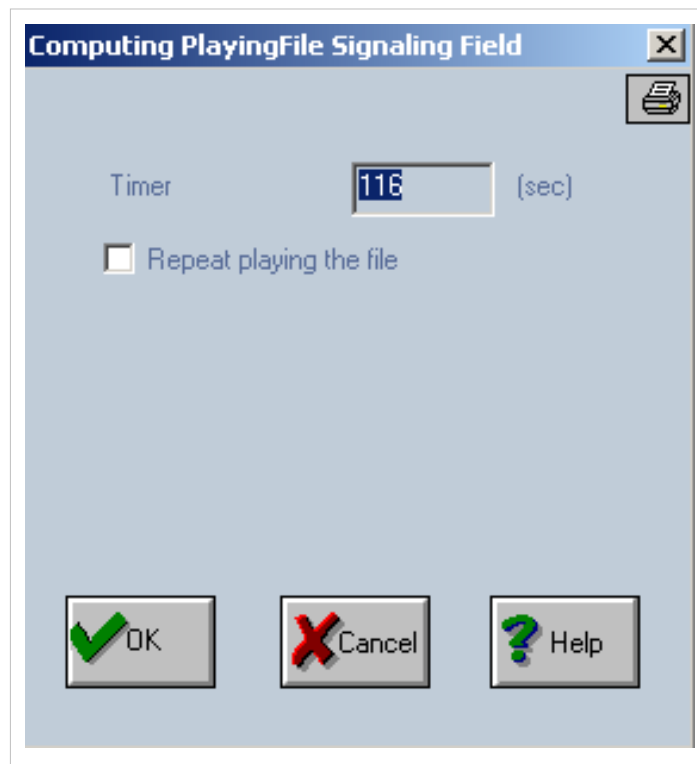 Computing PlayingFile Signaling Field
Timer 116 (sec)
Repeat playing the file
OK Cancel Help